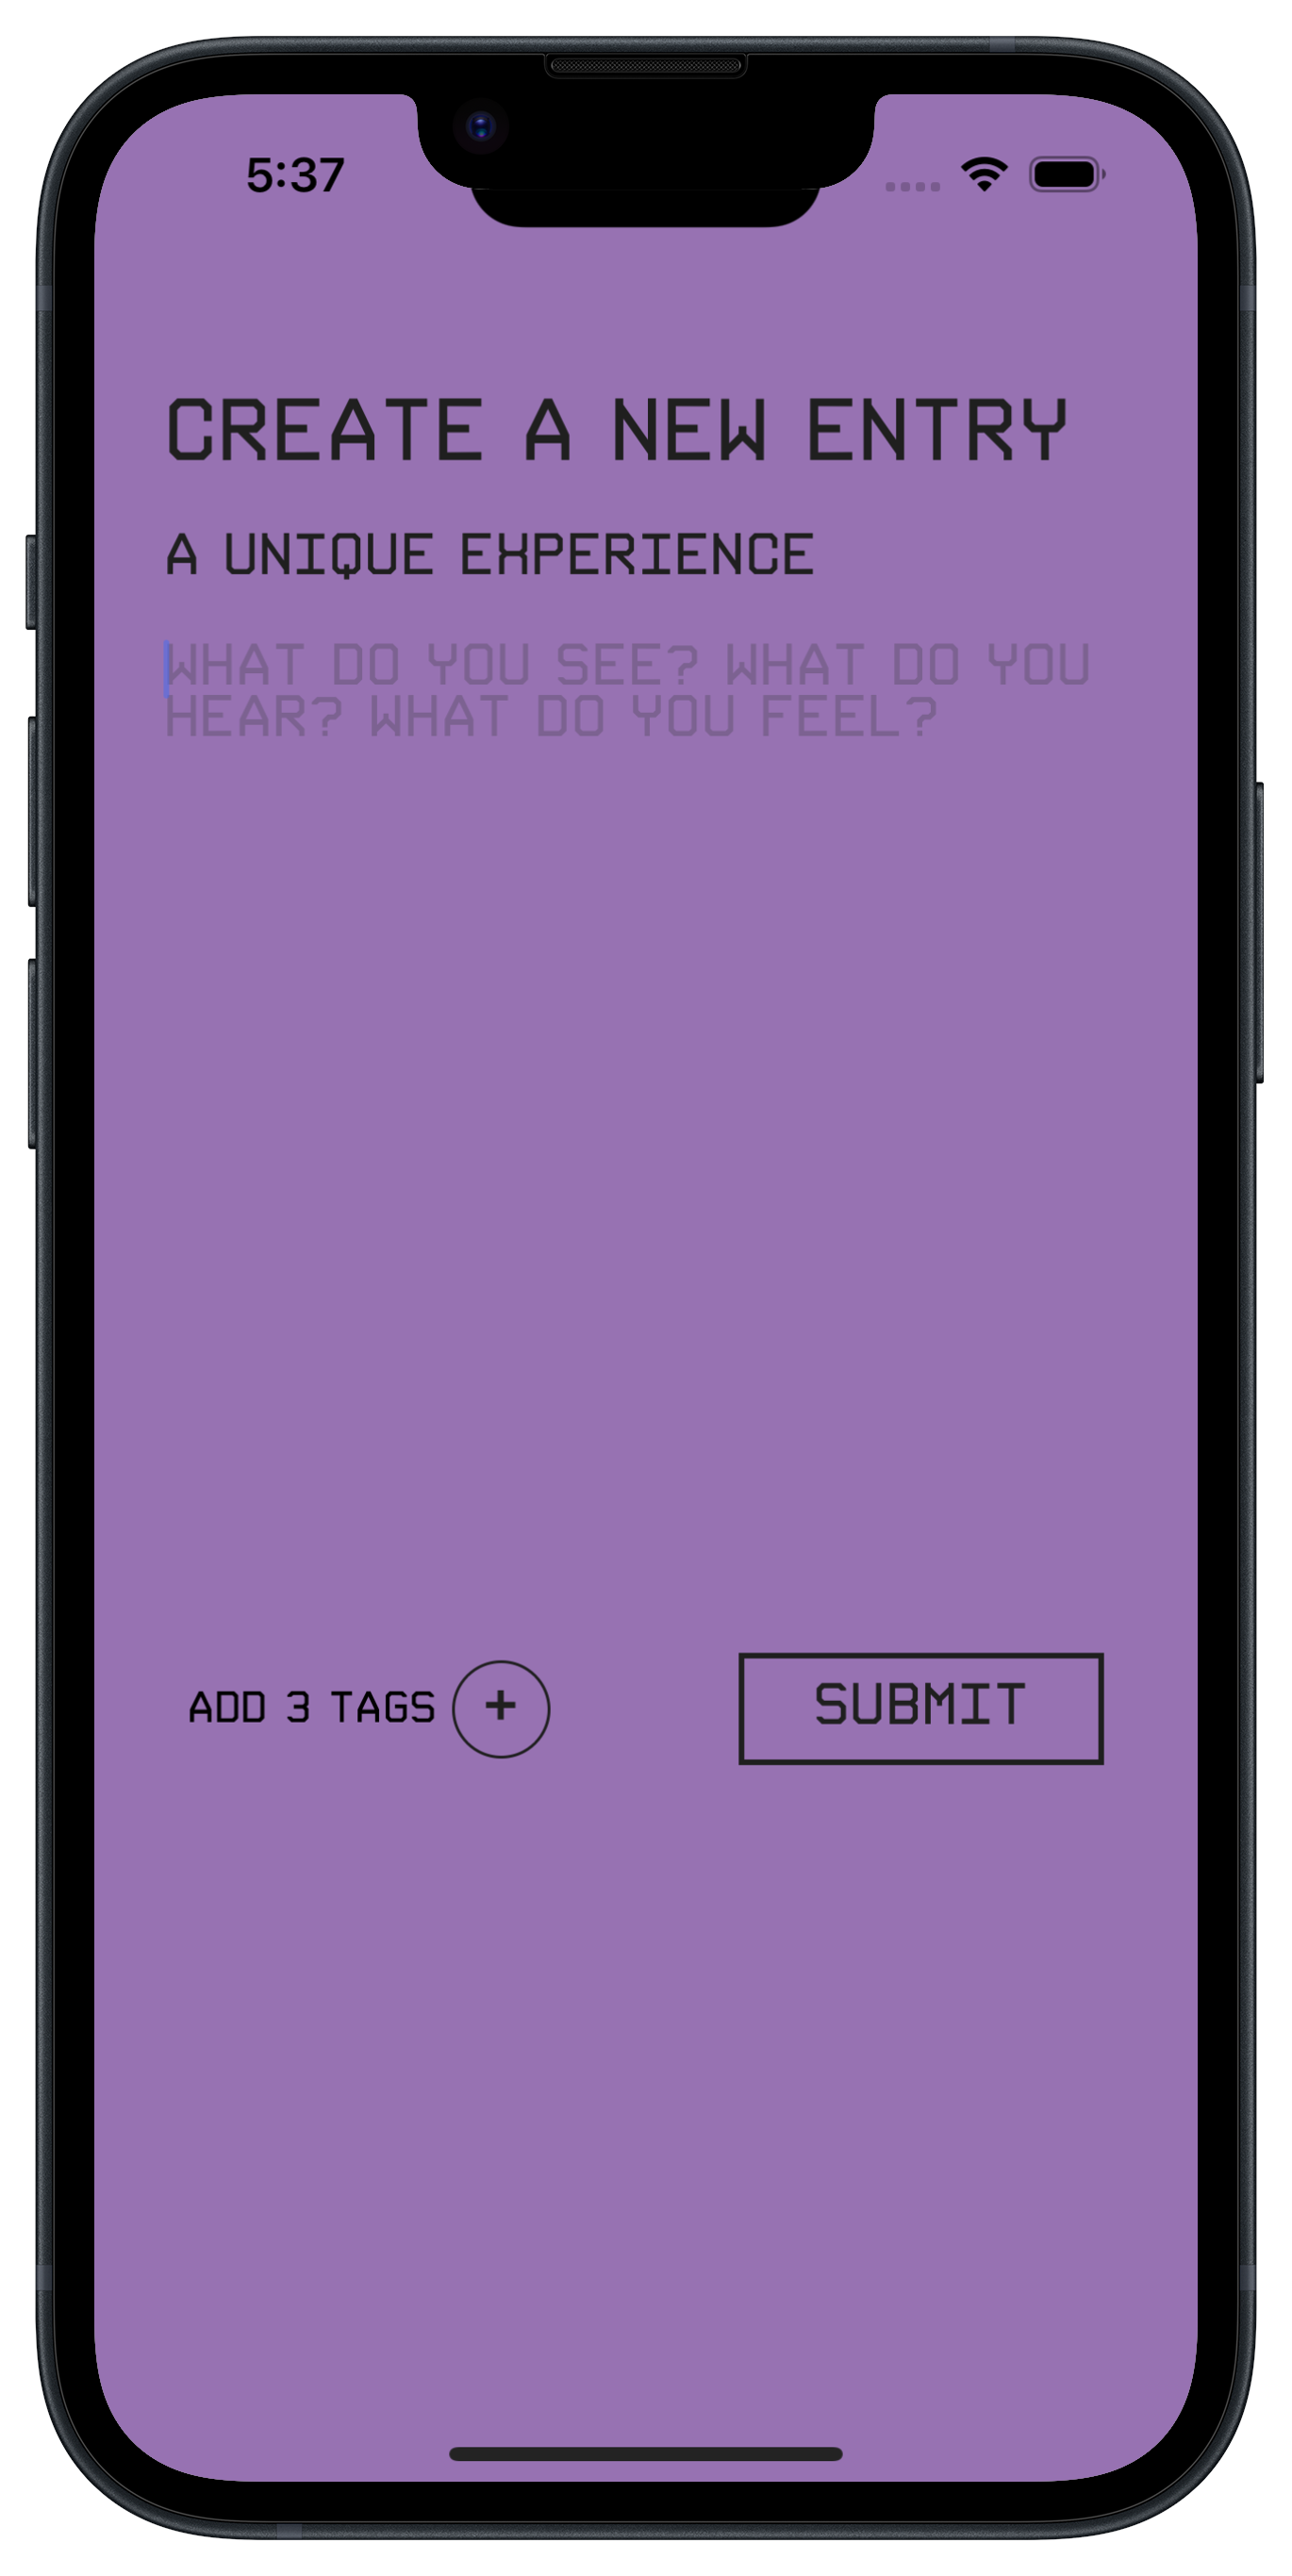 5:37
CREATE A NEW ENTRY
A UNIQUE EXPERIENCE
WHAT DO YOU SEE? WHAT DO YOU
HEAR? WHAT DO YOU FEEL?
ADD 3 TAGS +
SUBMIT